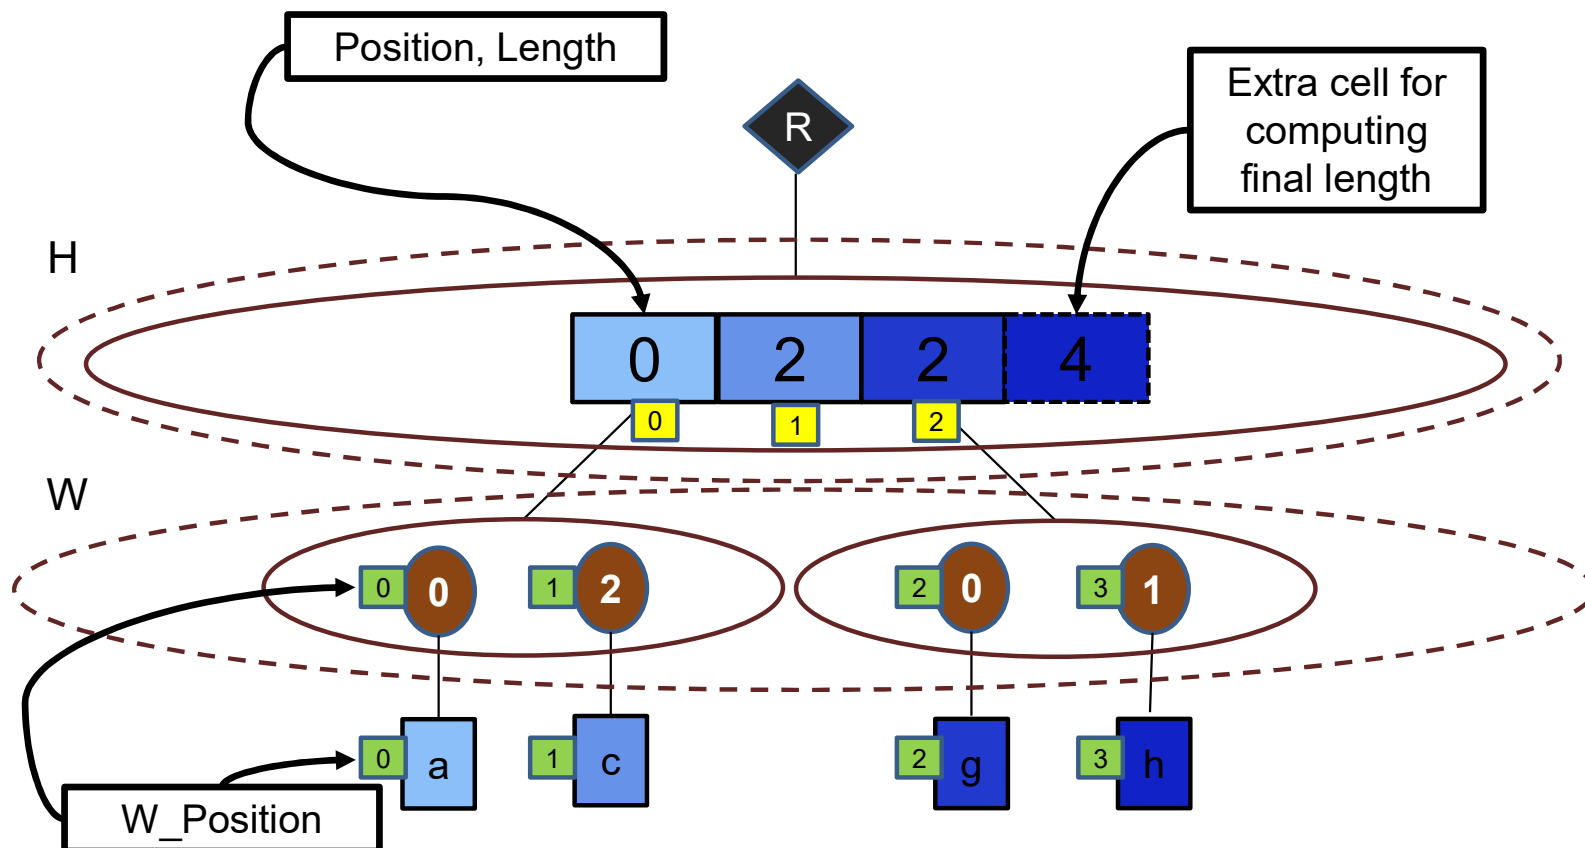 Position, Length
Extra cell for
computing
final length
R
H
0 2 2 4
0 1 2
W
0 0 1 2 2 0 3 1
0 a 1 c 2 g 3 h
W_Position